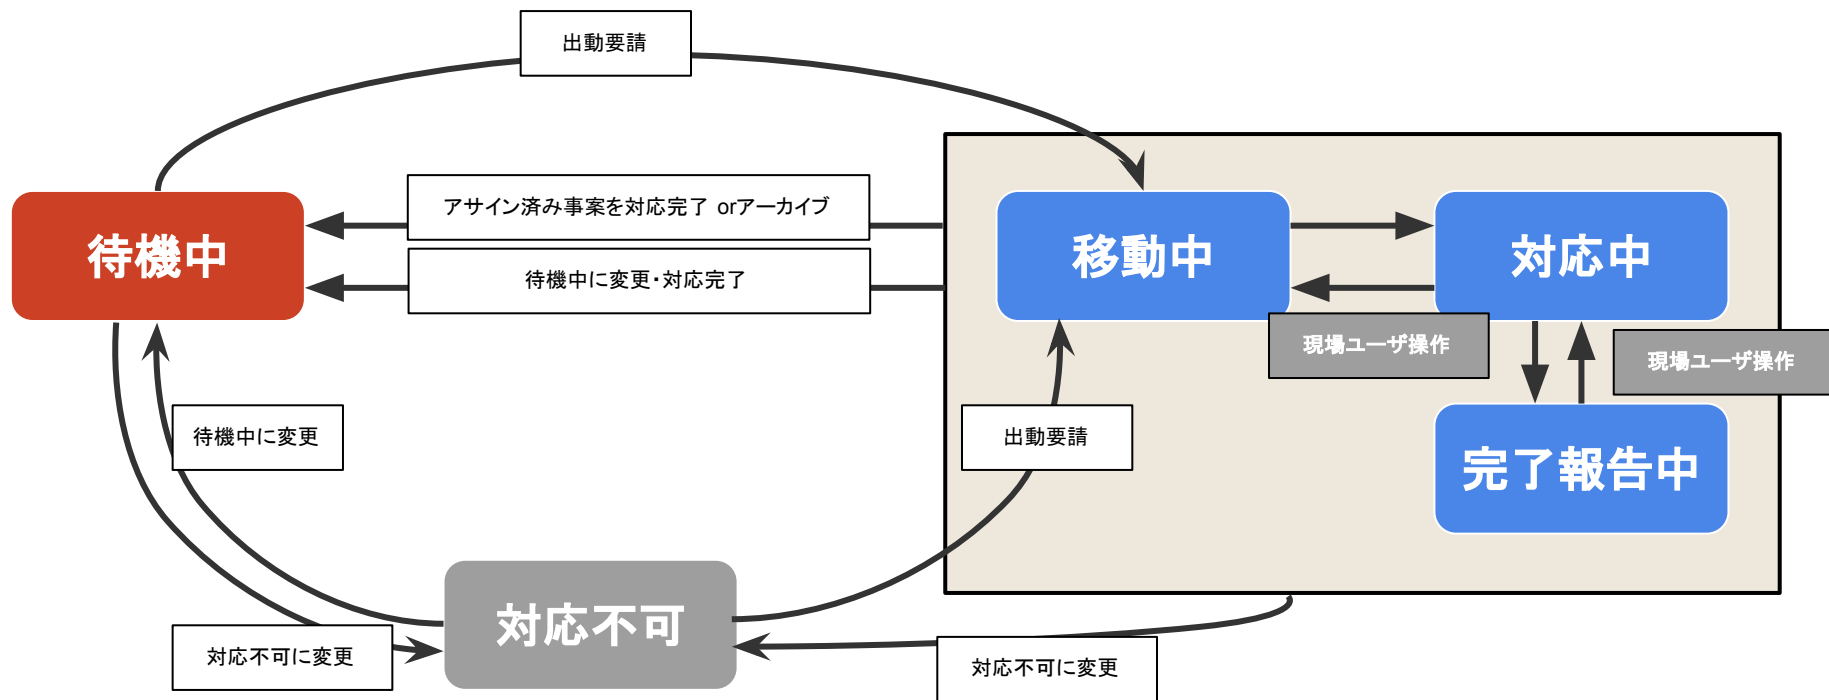 出動要請
アサイン済み事案を対応完了 orアーカイブ
待機中
待機中に変更・対応完了
移動中
対応中
現場ユーザ操作
現場ユーザ操作
待機中に変更
出動要請
完了報告中
対応不可
対応不可に変更
対応不可に変更